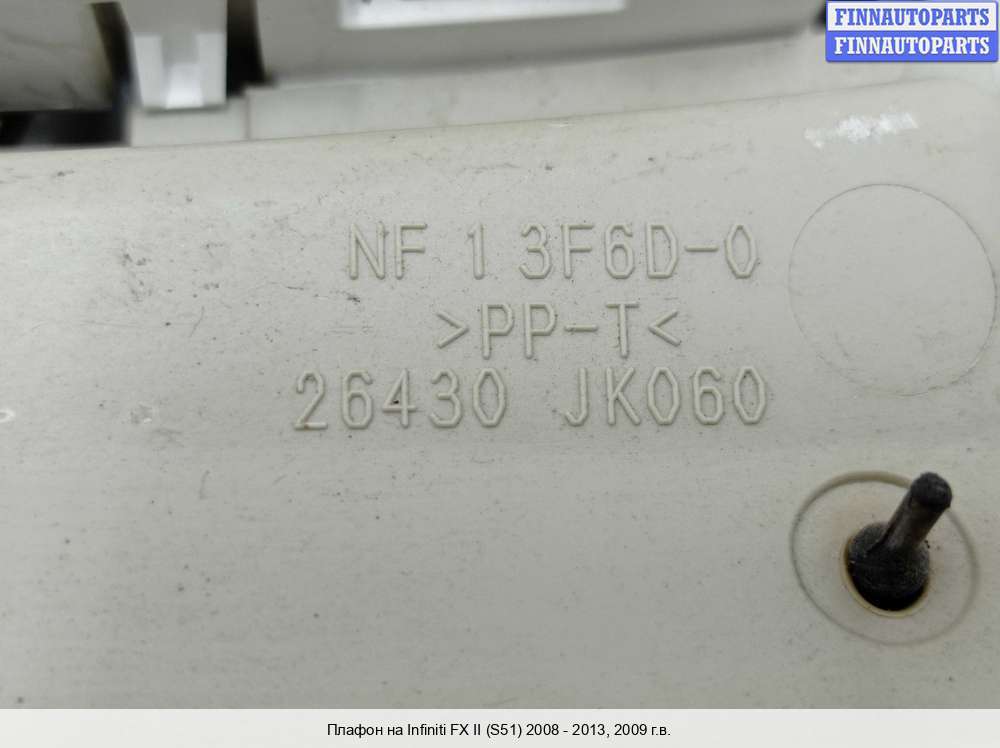 FINNAUTOPARTS
FINNAUTOPARTS
NF 1 3F6D-0
>PP-T<
26430 JK060
Плафон на Infiniti FX II (S51) 2008 - 2013, 2009 г.в.